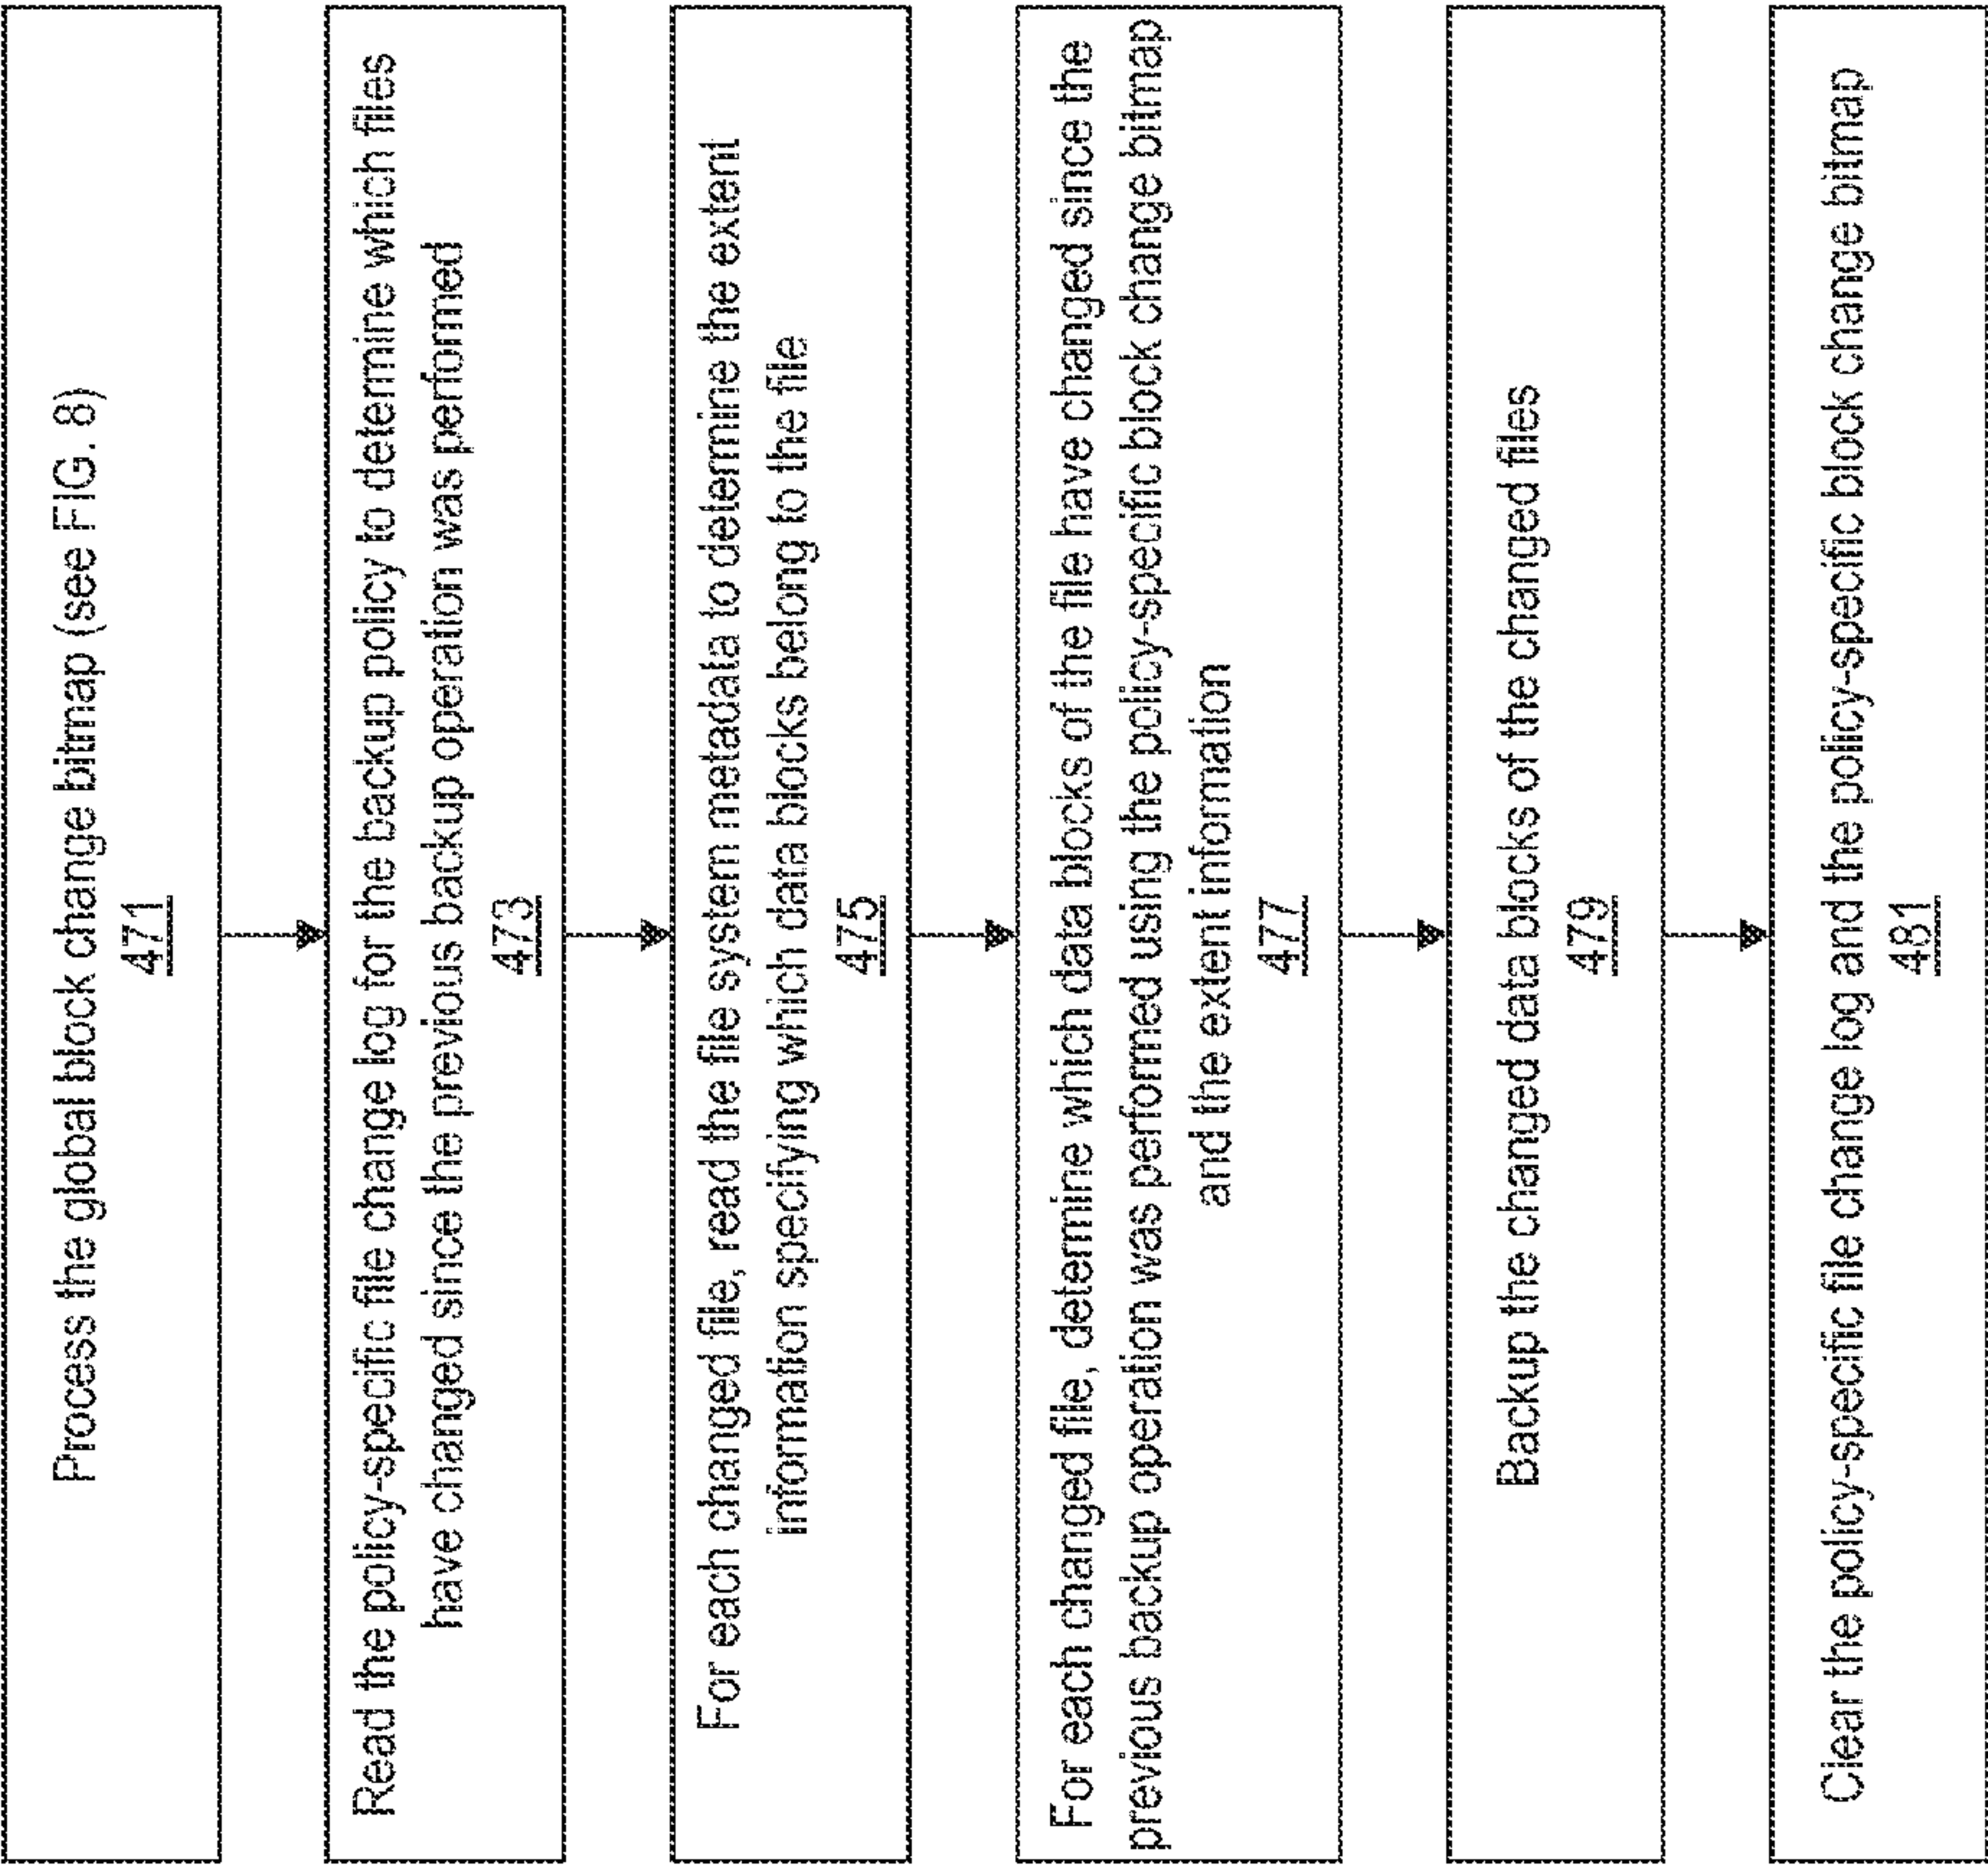 Process the global block change bitmap (see FIG. 8)
471
Read the policy-specific file change log for the backup policy to determine which files
have changed since the previous backup operation was performed
473
For each changed file, read the file system metadata to determine the extent
information specifying which data blocks belong to the file
475
For each changed file, determine which data blocks of the file have changed since the
previous backup operation was performed using the policy-specific block change bitmap
and the extent information
477
Backup the changed data blocks of the changed files
479
Clear the policy-specific file change log and the policy-specific block change bitmap
481